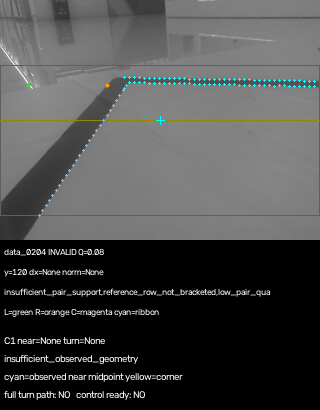 data_0204 INVALID Q=0.08
y=120 dx=None norm=None
insufficient_pair_support,reference_row_not_bracketed,low_pair_qua
L=green R=orange C=magenta cyan=ribbon
C1 near=None turn=None
insufficient_observed_geometry
cyan=observed near midpoint yellow=corner
full turn path: NO control ready: NO